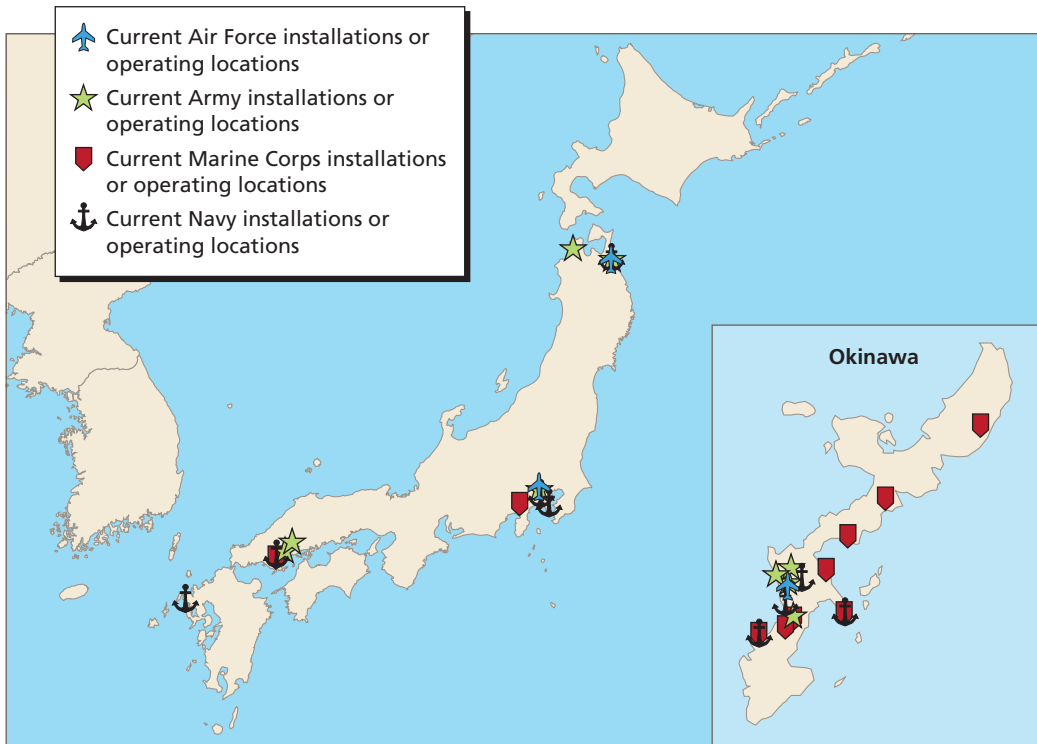 Current Air Force installations or
operating locations
Current Army installations or
operating locations
Current Marine Corps installations
or operating locations
Current Navy installations or
operating locations
Okinawa